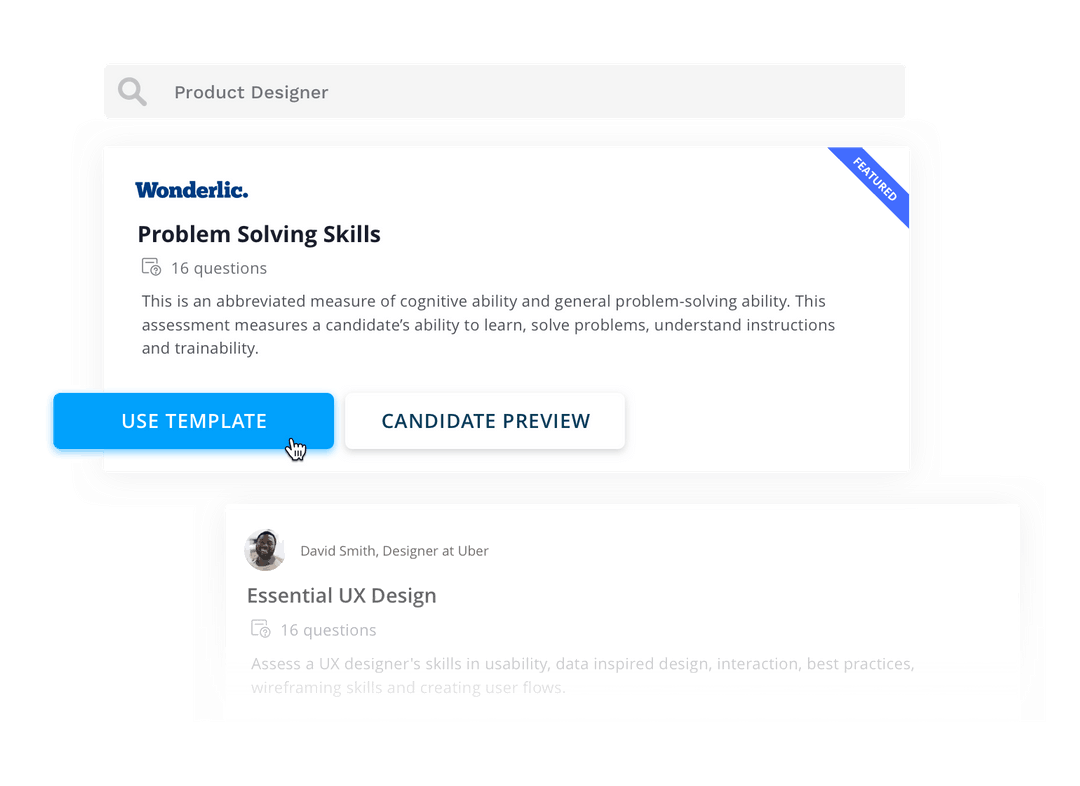 Product Designer
FEATURED
Wonderlic.
Problem Solving Skills
16 questions
This is an abbreviated measure of cognitive ability and general problem-solving ability. This
assessment measures a candidate’s ability to learn, solve problems, understand instructions
and trainability.
USE TEMPLATE
CANDIDATE PREVIEW
David Smith, Designer at Uber
Essential UX Design
16 questions
Assess a UX designer's skills in usability, data inspired design, interaction, best practices,
wireframing skills and creating user flows.